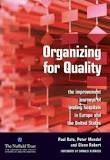 Organizing
for Quality
the improvement
journeys of
leading hospitals
in Europe and
the United States
The Nuffield Trust
Paul Bate, Peter Mendel
and Glenn Robert